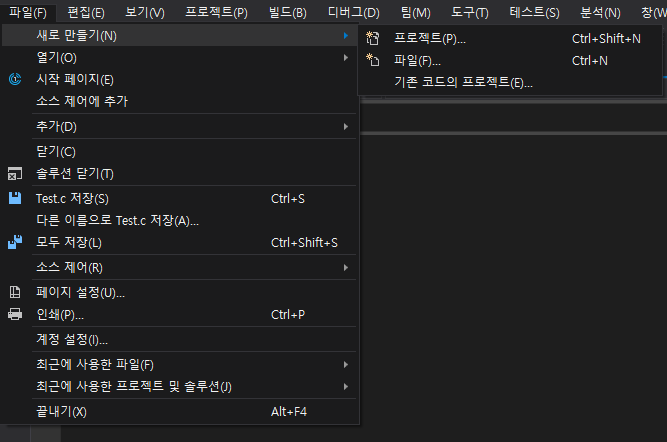 파일(F) 편집(E) 보기(V) 프로젝트(P) 빌드(B) 디버그(D) 팀(M) 도구(T) 테스트(S) 분석(N) 창(W
새로 만들기(N)
프로젝트(P)... Ctrl+Shift+N
파일(F)... Ctrl+N
기존 코드의 프로젝트(E)...
열기(O)
시작 페이지(E)
소스 제어에 추가
추가(D)
닫기(C)
솔루션 닫기(T)
Test.c 저장(S) Ctrl+S
다른 이름으로 Test.c 저장(A)...
모두 저장(L) Ctrl+Shift+S
소스 제어(R)
페이지 설정(U)...
인쇄(P)... Ctrl+P
계정 설정(I)...
최근에 사용한 파일(F)
최근에 사용한 프로젝트 및 솔루션(J)
끝내기(X) Alt+F4